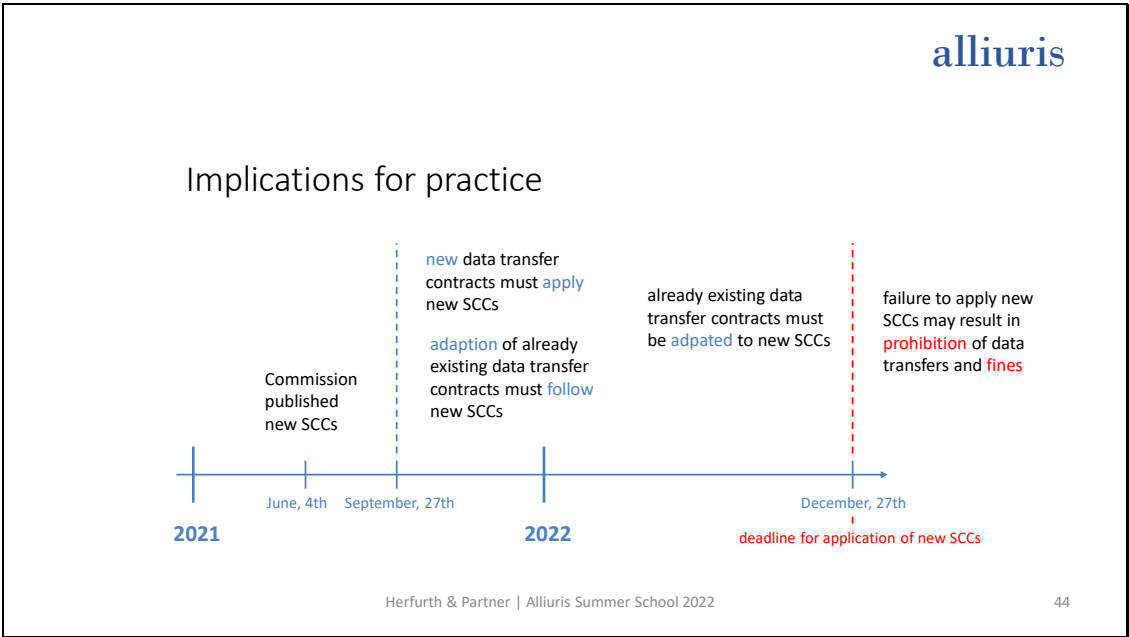 alliuris
Implications for practice
Commission
published
new SCCs
new data transfer
contracts must apply
new SCCs
adaption of already
existing data transfer
contracts must follow
new SCCs
already existing data
transfer contracts must
be adpated to new SCCs
failure to apply new
SCCs may result in
prohibition of data
transfers and fines
June, 4th
September, 27th
December, 27th
2021
2022
deadline for application of new SCCs
Herfurth & Partner | Alliuris Summer School 2022
44